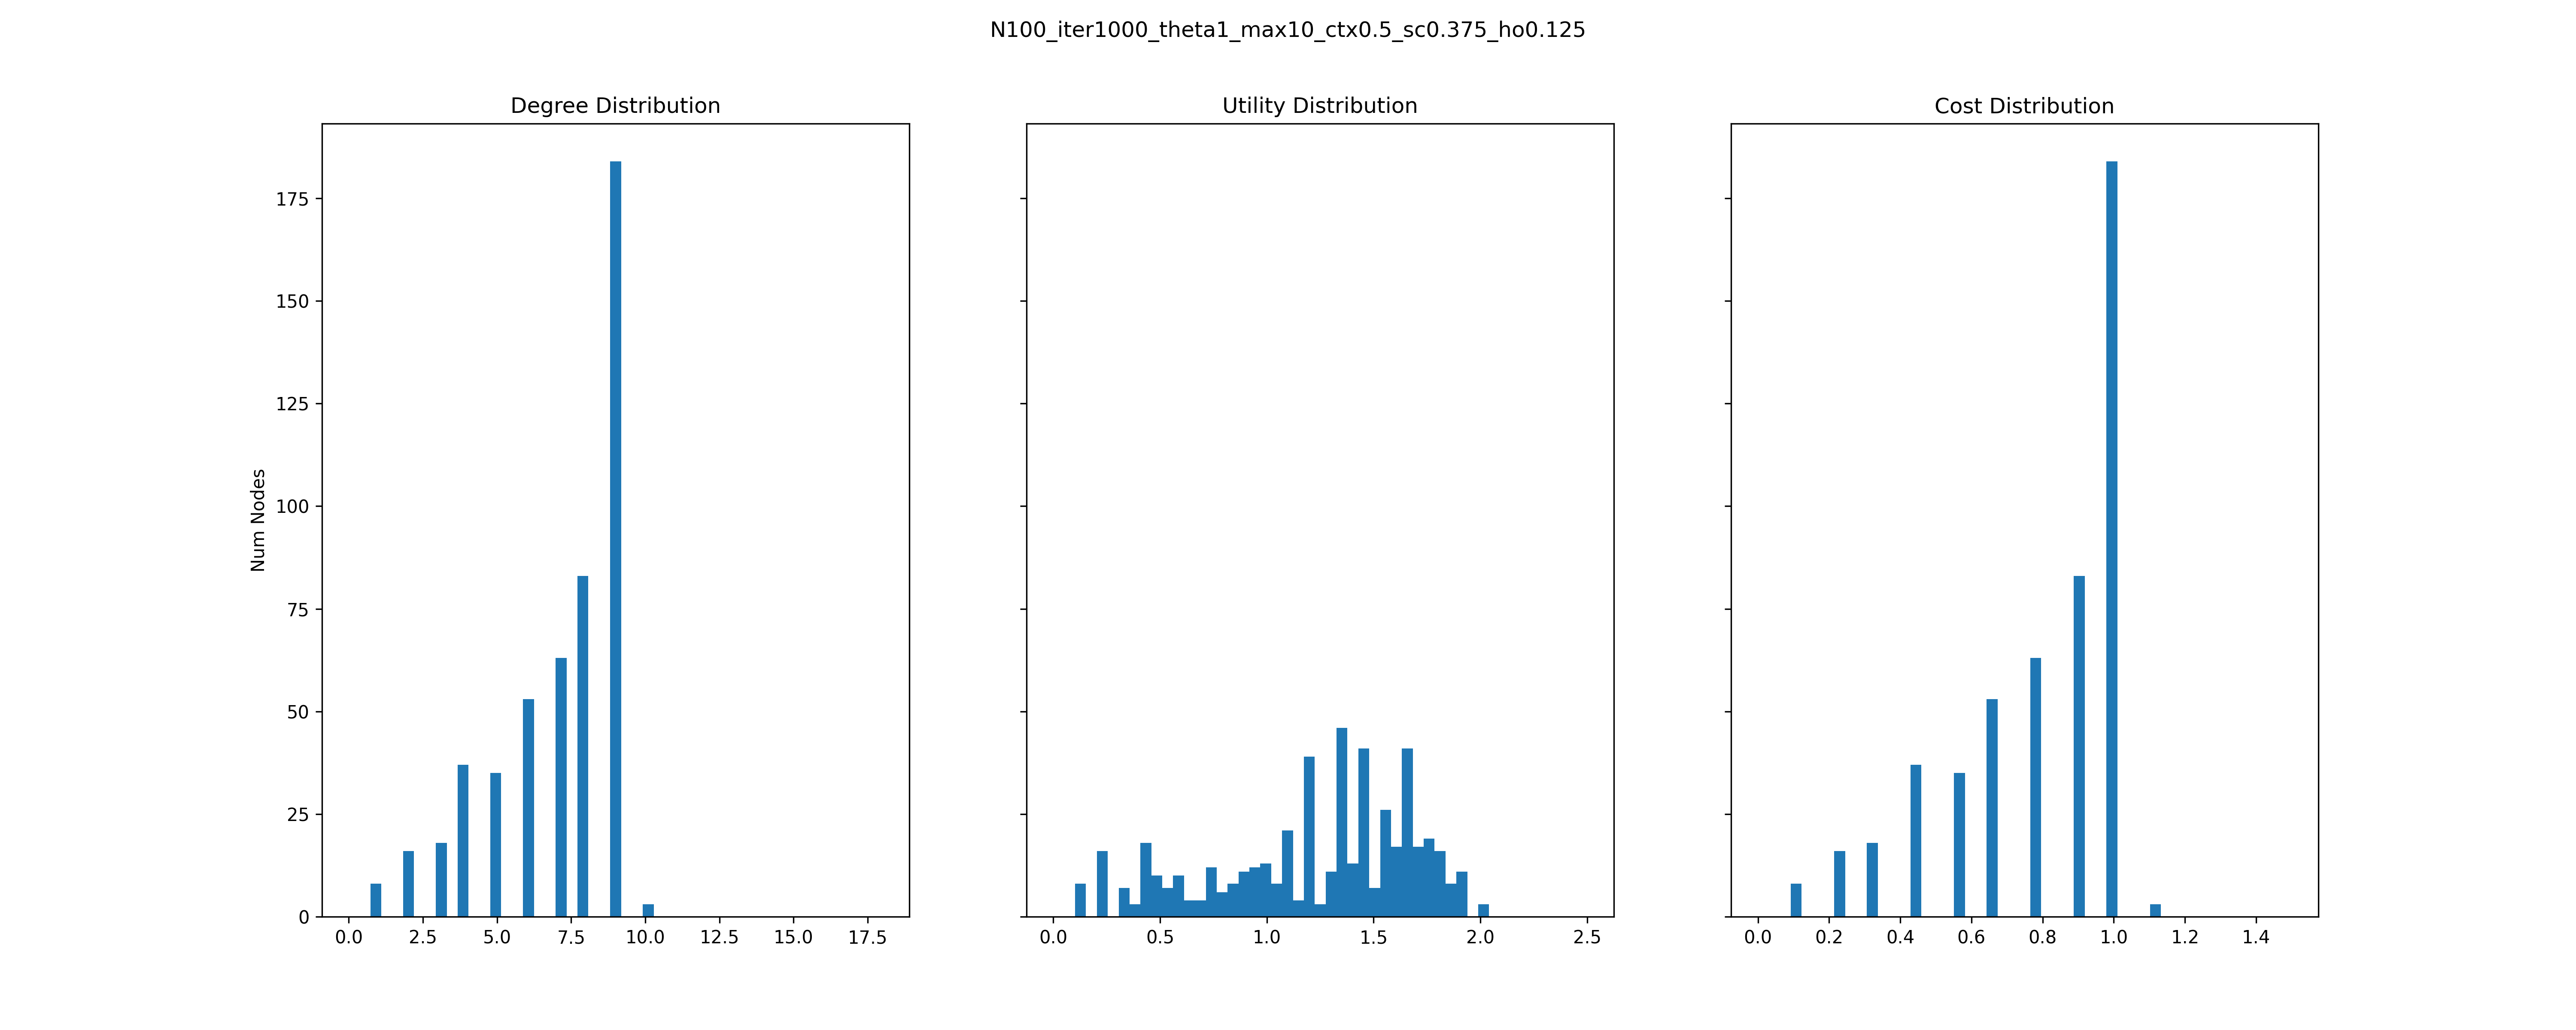 N100_iter1000_theta1_max10_ctx0.5_sc0.375_ho0.125
Degree Distribution
Utility Distribution
Cost Distribution
Num Nodes
175
150
125
100
75
50
25
0
0.0 2.5 5.0 7.5 10.0 12.5 15.0 17.5
0.0 0.5 1.0 1.5 2.0 2.5
0.0 0.2 0.4 0.6 0.8 1.0 1.2 1.4